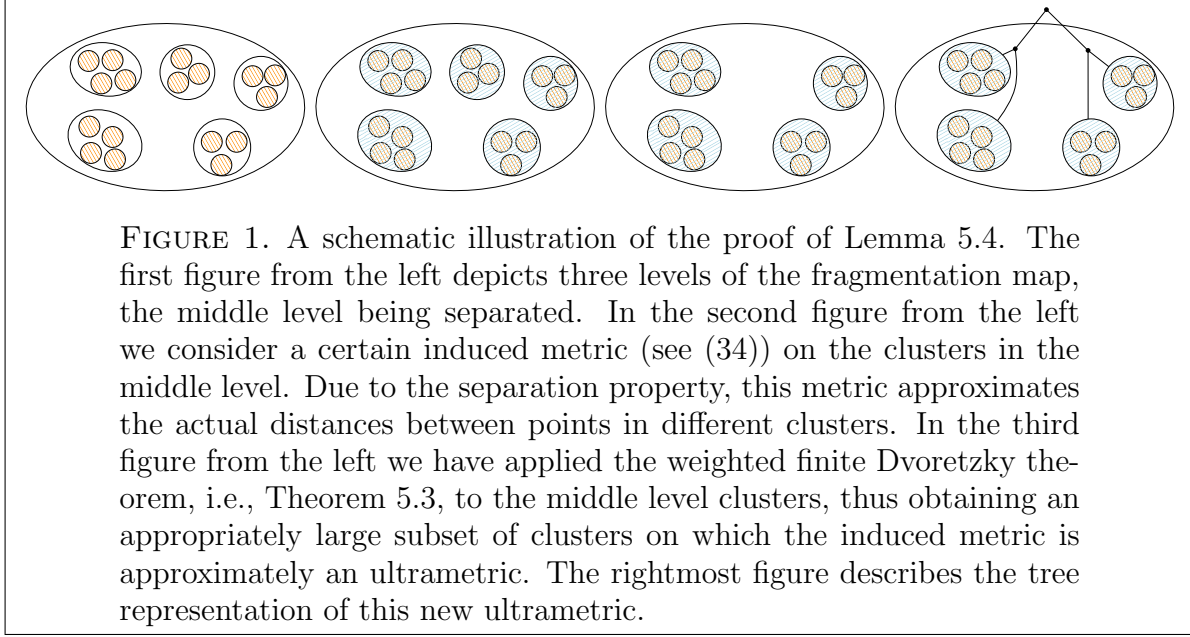 FIGURE 1. A schematic illustration of the proof of Lemma 5.4. The
first figure from the left depicts three levels of the fragmentation map,
the middle level being separated. In the second figure from the left
we consider a certain induced metric (see (34)) on the clusters in the
middle level. Due to the separation property, this metric approximates
the actual distances between points in different clusters. In the third
figure from the left we have applied the weighted finite Dvoretzky the-
orem, i.e., Theorem 5.3, to the middle level clusters, thus obtaining an
appropriately large subset of clusters on which the induced metric is
approximately an ultrametric. The rightmost figure describes the tree
representation of this new ultrametric.